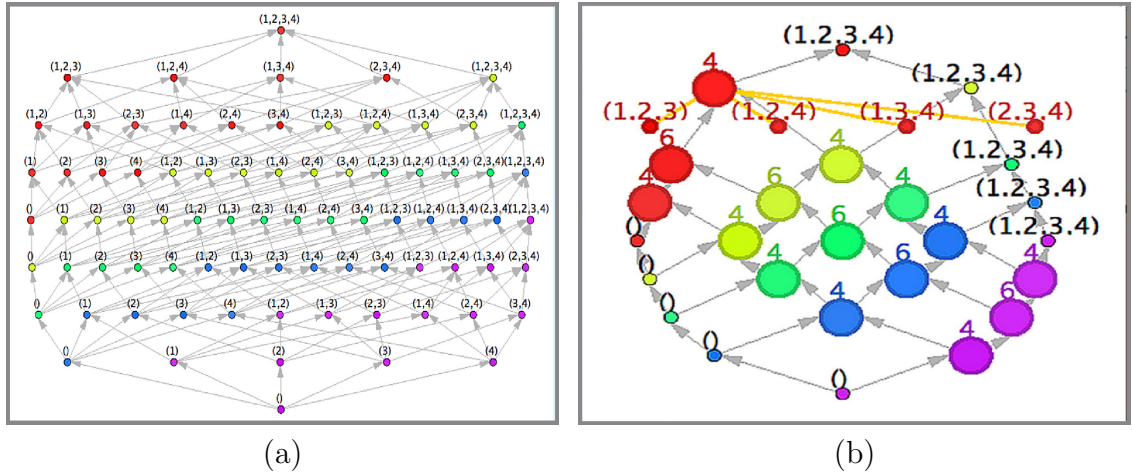 (1,2,3,4)
(1,2,3) (1,2,4) (1,3,4) (2,3,4) (1,2,3,4)
(1,2) (1,3) (2,3) (1,4) (2,4) (3,4) (1,2,3) (1,2,4) (1,3,4) (2,3,4) (1,2,3,4)
(1) (2) (3) (4) (1,2) (1,3) (2,3) (1,4) (2,4) (3,4) (1,2,3) (1,2,4) (1,3,4) (2,3,4) (1,2,3,4)
() (1) (2) (3) (4) (1,2) (1,3) (2,3) (1,4) (2,4) (3,4) (1,2,3) (1,2,4) (1,3,4) (2,3,4) (1,2,3,4)
() (1) (2) (3) (4) (1,2) (1,3) (2,3) (1,4) (2,4) (3,4) (1,2,3) (1,2,4) (1,3,4) (2,3,4)
() (1) (2) (3) (4) (1,2) (1,3) (2,3) (1,4) (2,4) (3,4)
() (1) (2) (3) (4)
()
(a)
(1.2.3.4)
4 (1.2.3.4)
(1.2.3) (1.2.4) (1.3.4) (2.3.4)
6 4 (1.2.3.4)
4 6 4 (1.2.3.4)
() 4 6 4 (1.2.3.4)
() 4 6 4
() 4 6
() 4
()
(b)